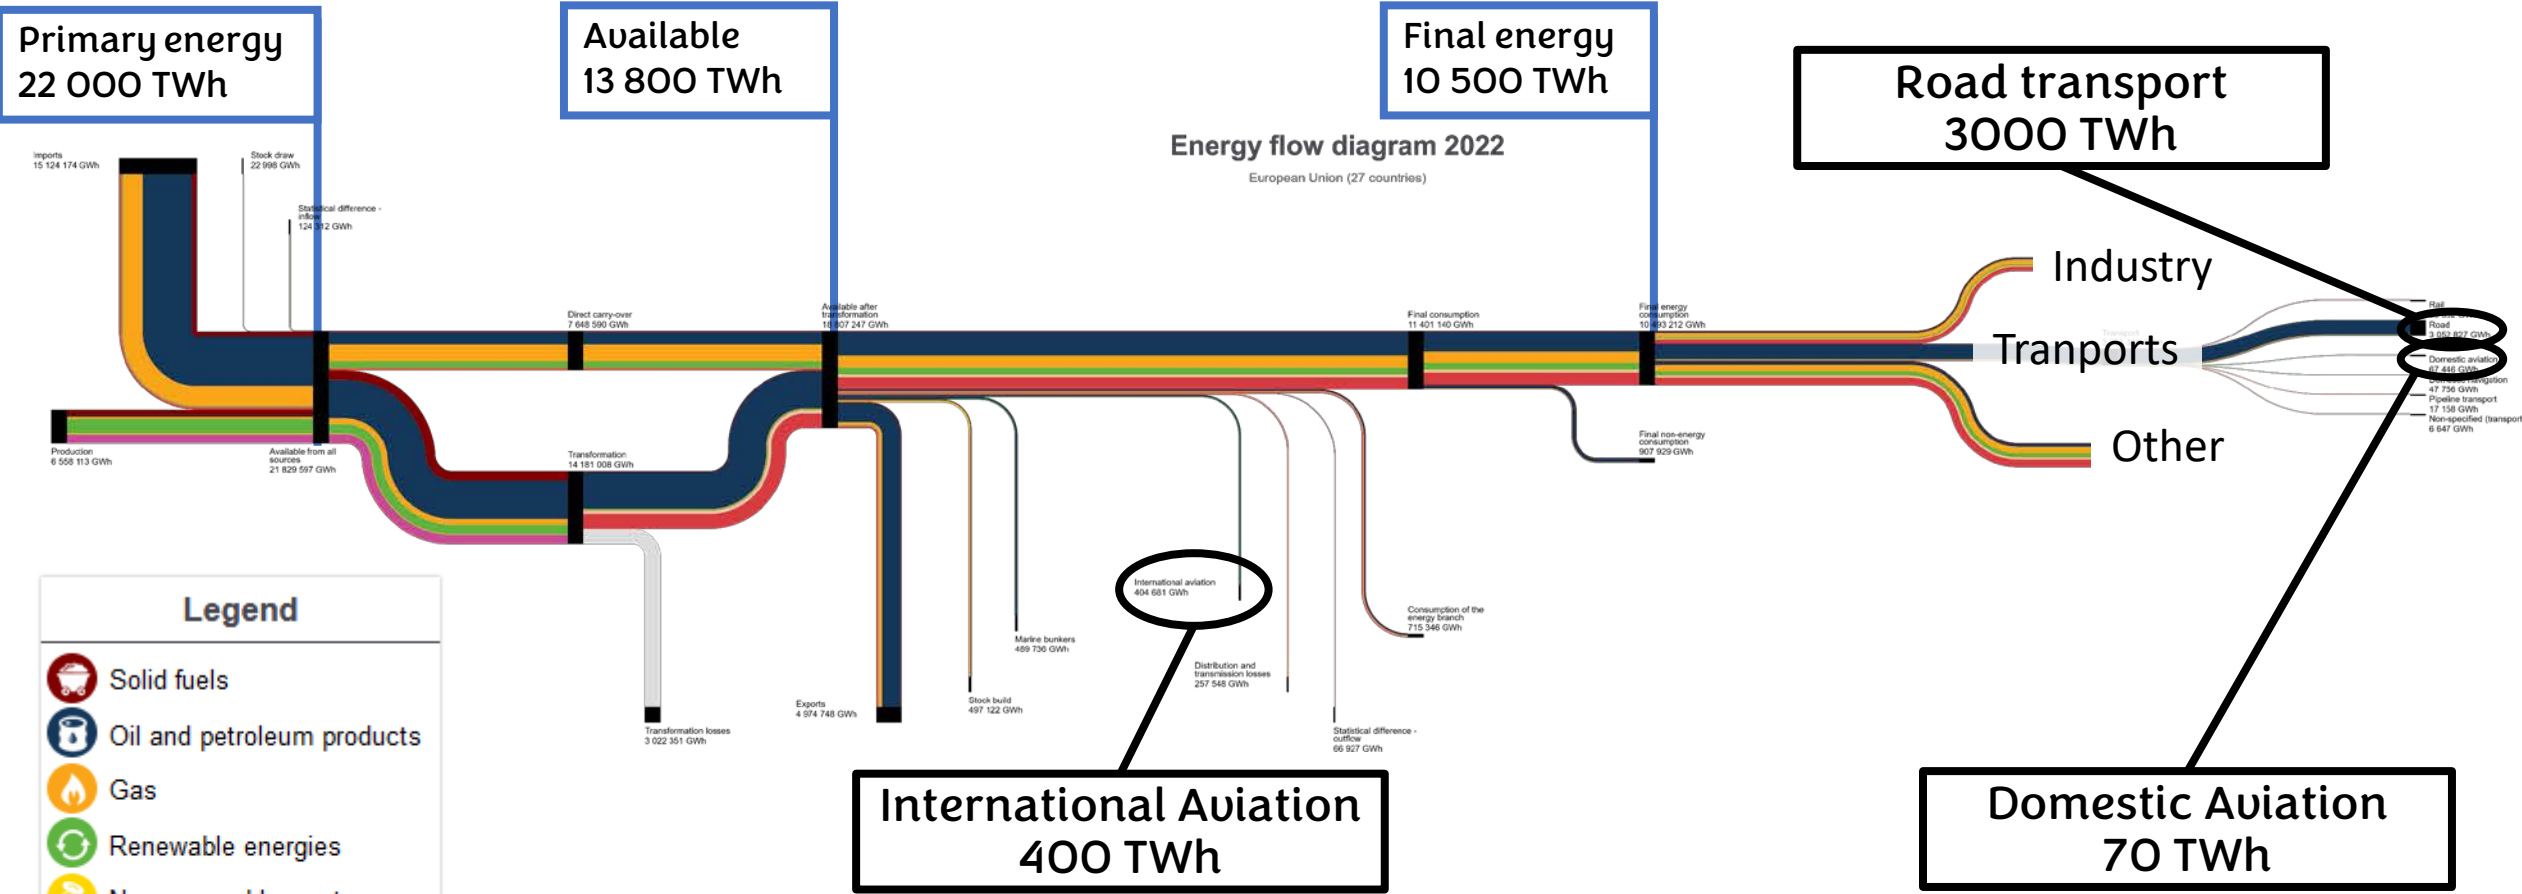 Primary energy
22 000 TWh
Available
13 800 TWh
Final energy
10 500 TWh
Road transport
3000 TWh
Energy flow diagram 2022
European Union (27 countries)
Imports
15 124 174 GWh
Stock draw
22 998 GWh
Statistical difference -
inflow
124 312 GWh
Production
6 558 113 GWh
Available from all
sources
21 829 597 GWh
Direct carry-over
7 648 590 GWh
Transformation
14 181 008 GWh
Available after
transformation
18 807 247 GWh
Final consumption
11 401 140 GWh
Final energy
consumption
10 493 212 GWh
Final non-energy
consumption
907 929 GWh
Industry
Tranports
Transport
Other
Rail
Road
3 052 827 GWh
Domestic aviation
67 446 GWh
Domestic navigation
47 756 GWh
Pipeline transport
17 158 GWh
Non-specified (transport
6 647 GWh
Transformation losses
3 022 351 GWh
Exports
4 974 748 GWh
Stock build
497 122 GWh
Marine bunkers
489 736 GWh
International aviation
404 681 GWh
Distribution and
transmission losses
257 548 GWh
Statistical difference -
outflow
66 927 GWh
Consumption of the
energy branch
715 346 GWh
International Aviation
400 TWh
Domestic Aviation
70 TWh
Legend
Solid fuels
Oil and petroleum products
Gas
Renewable energies